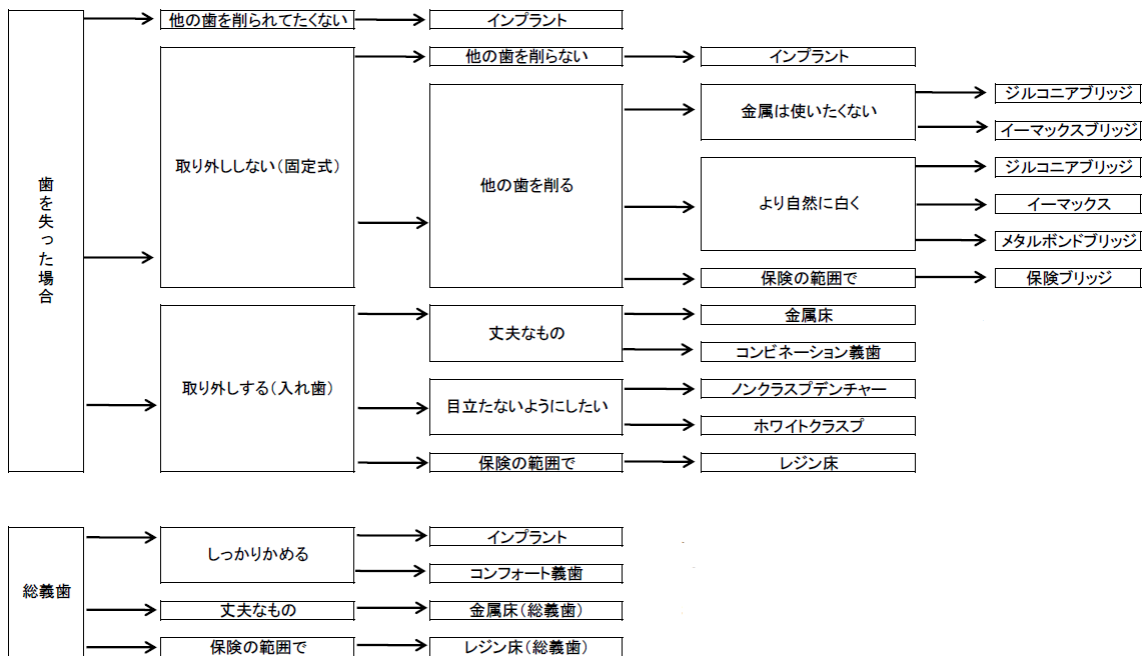 歯を失った場合
他の歯を削られてたくない
インプラント
取り外ししない(固定式)
他の歯を削らない
インプラント
他の歯を削る
金属は使いたくない
ジルコニアブリッジ
イーマックスブリッジ
より自然に白く
ジルコニアブリッジ
イーマックス
メタルボンドブリッジ
保険の範囲で
保険ブリッジ
取り外しする(入れ歯)
丈夫なもの
金属床
コンビネーション義歯
目立たないようにしたい
ノンクラスプデンチャー
ホワイトクラスプ
保険の範囲で
レジン床
総義歯
しっかりかめる
インプラント
コンフォート義歯
丈夫なもの
金属床(総義歯)
保険の範囲で
レジン床(総義歯)